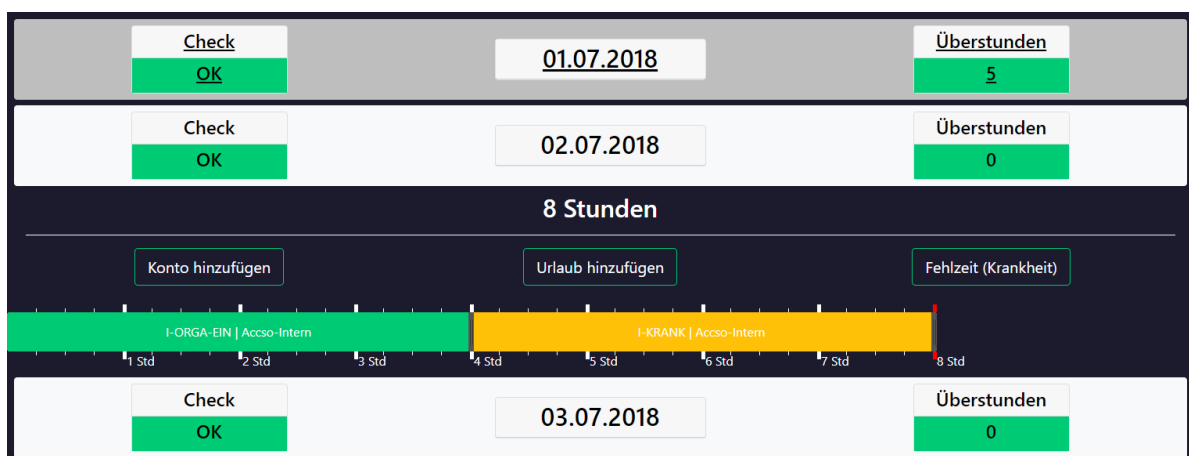 Check
OK
01.07.2018
Überstunden
5
Check
OK
02.07.2018
Überstunden
0
8 Stunden
Konto hinzufügen
Urlaub hinzufügen
Fehlzeit (Krankheit)
I-ORGA-EIN | Accso-Intern
I-KRANK | Accso-Intern
1 Std
2 Std
3 Std
4 Std
5 Std
6 Std
7 Std
8 Std
Check
OK
03.07.2018
Überstunden
0